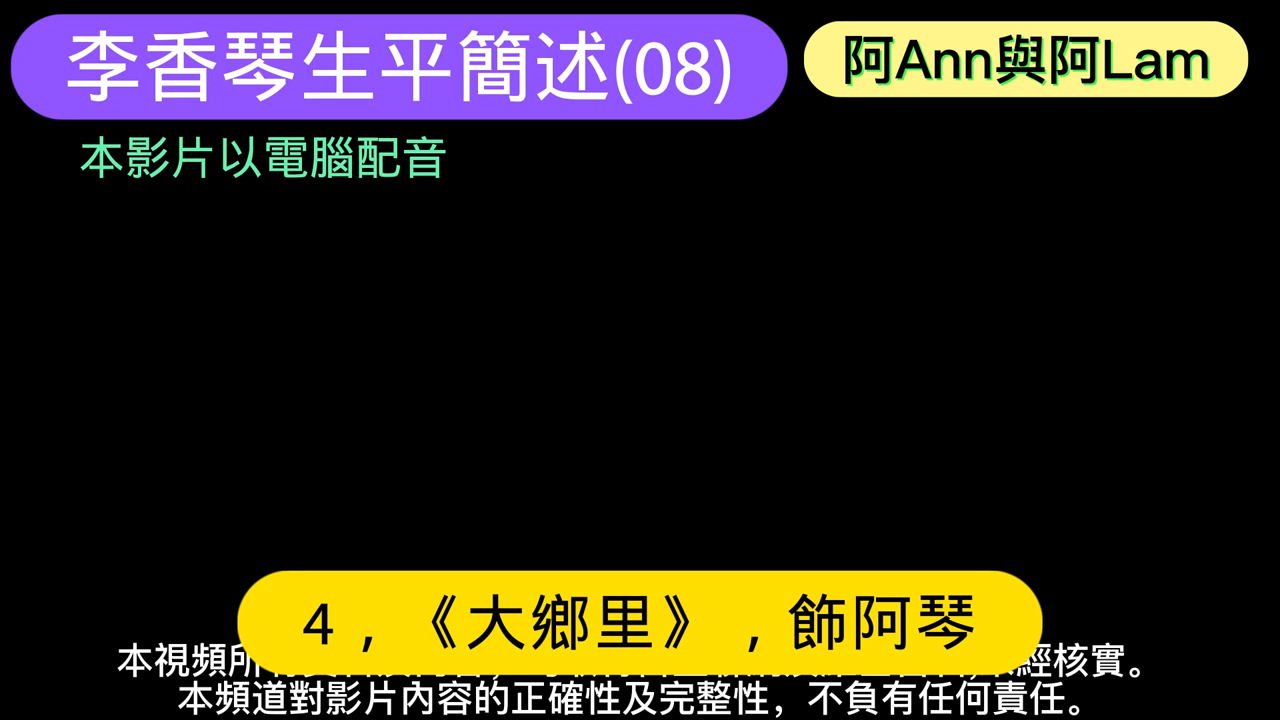 李香琴生平簡述(08)
阿Ann與阿Lam
本影片以電腦配音
4，《大鄉里》，飾阿琴
本視頻所 經核實。
本頻道對影片內容的正確性及完整性，不負有任何責任。